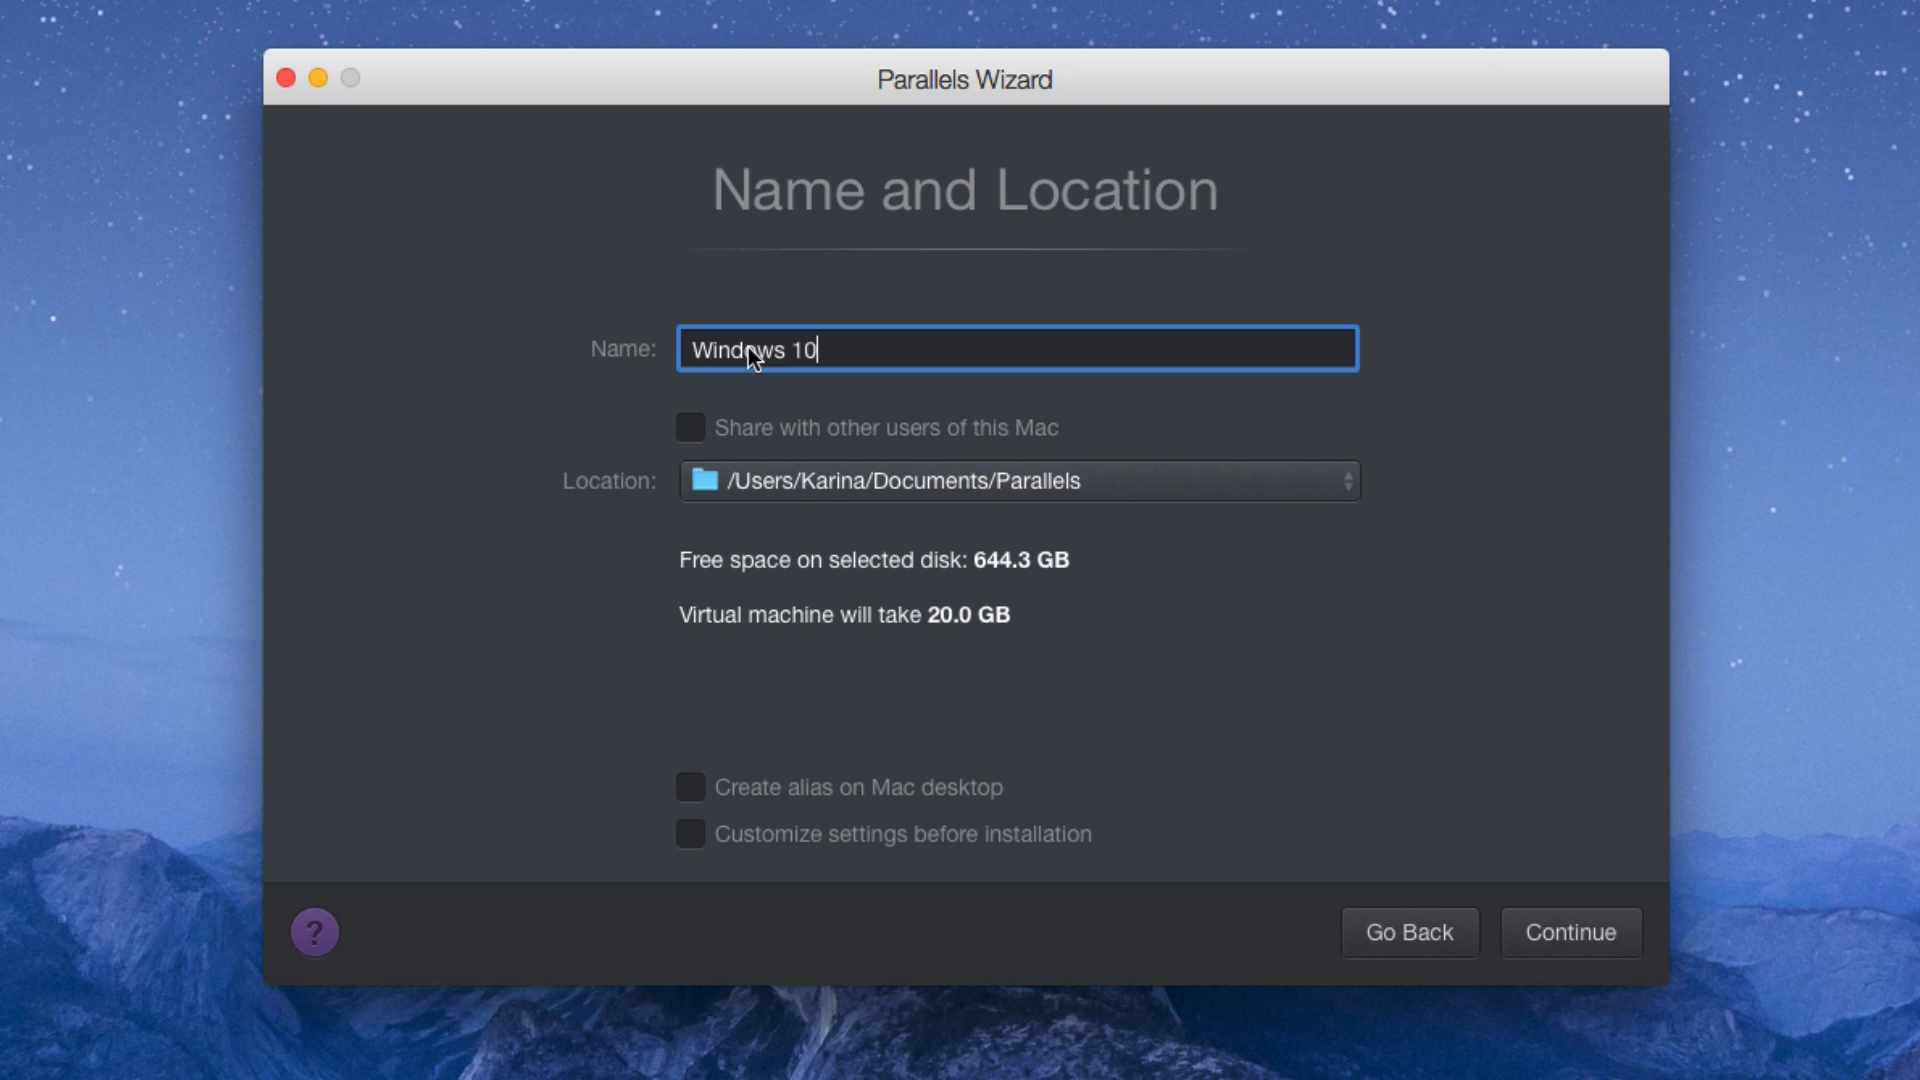 Parallels Wizard
Name and Location
Name: Windows 10
Share with other users of this Mac
Location: /Users/Karina/Documents/Parallels
Free space on selected disk: 644.3 GB
Virtual machine will take 20.0 GB
Create alias on Mac desktop
Customize settings before installation
? Go Back Continue